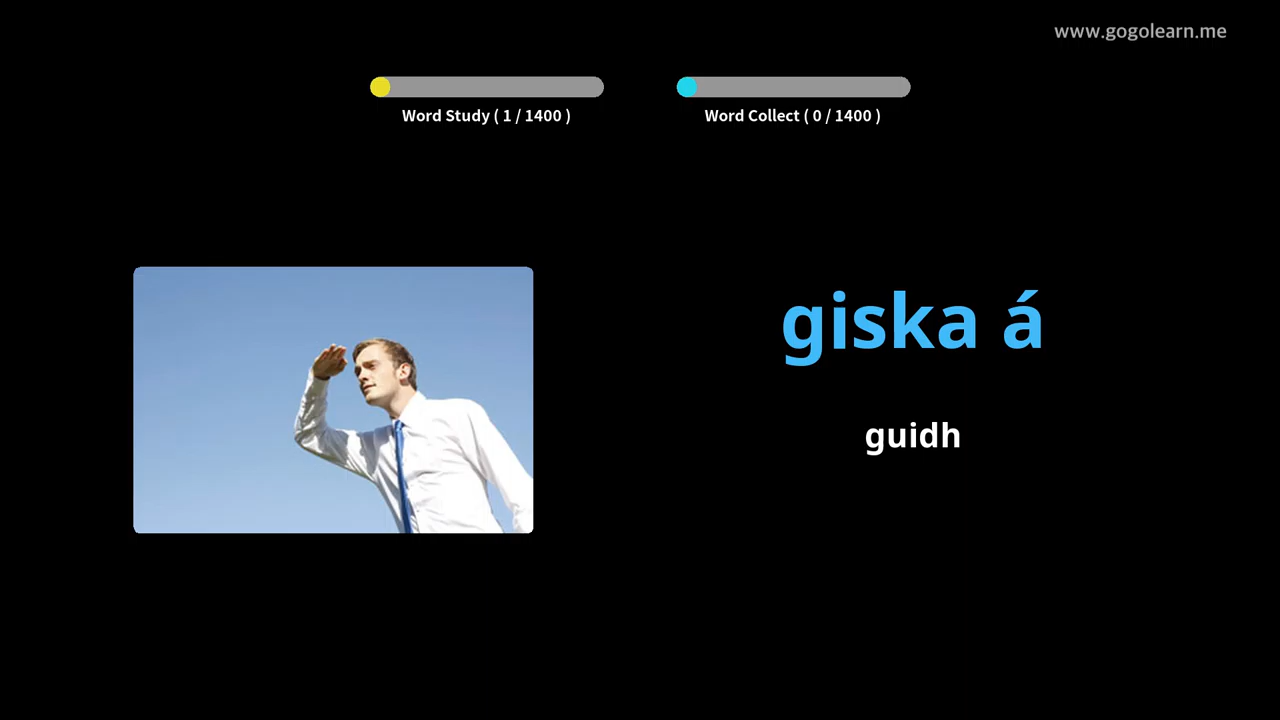 www.gogolearn.me
Word Study ( 1 / 1400 )
Word Collect ( 0 / 1400 )
giska á
guidh